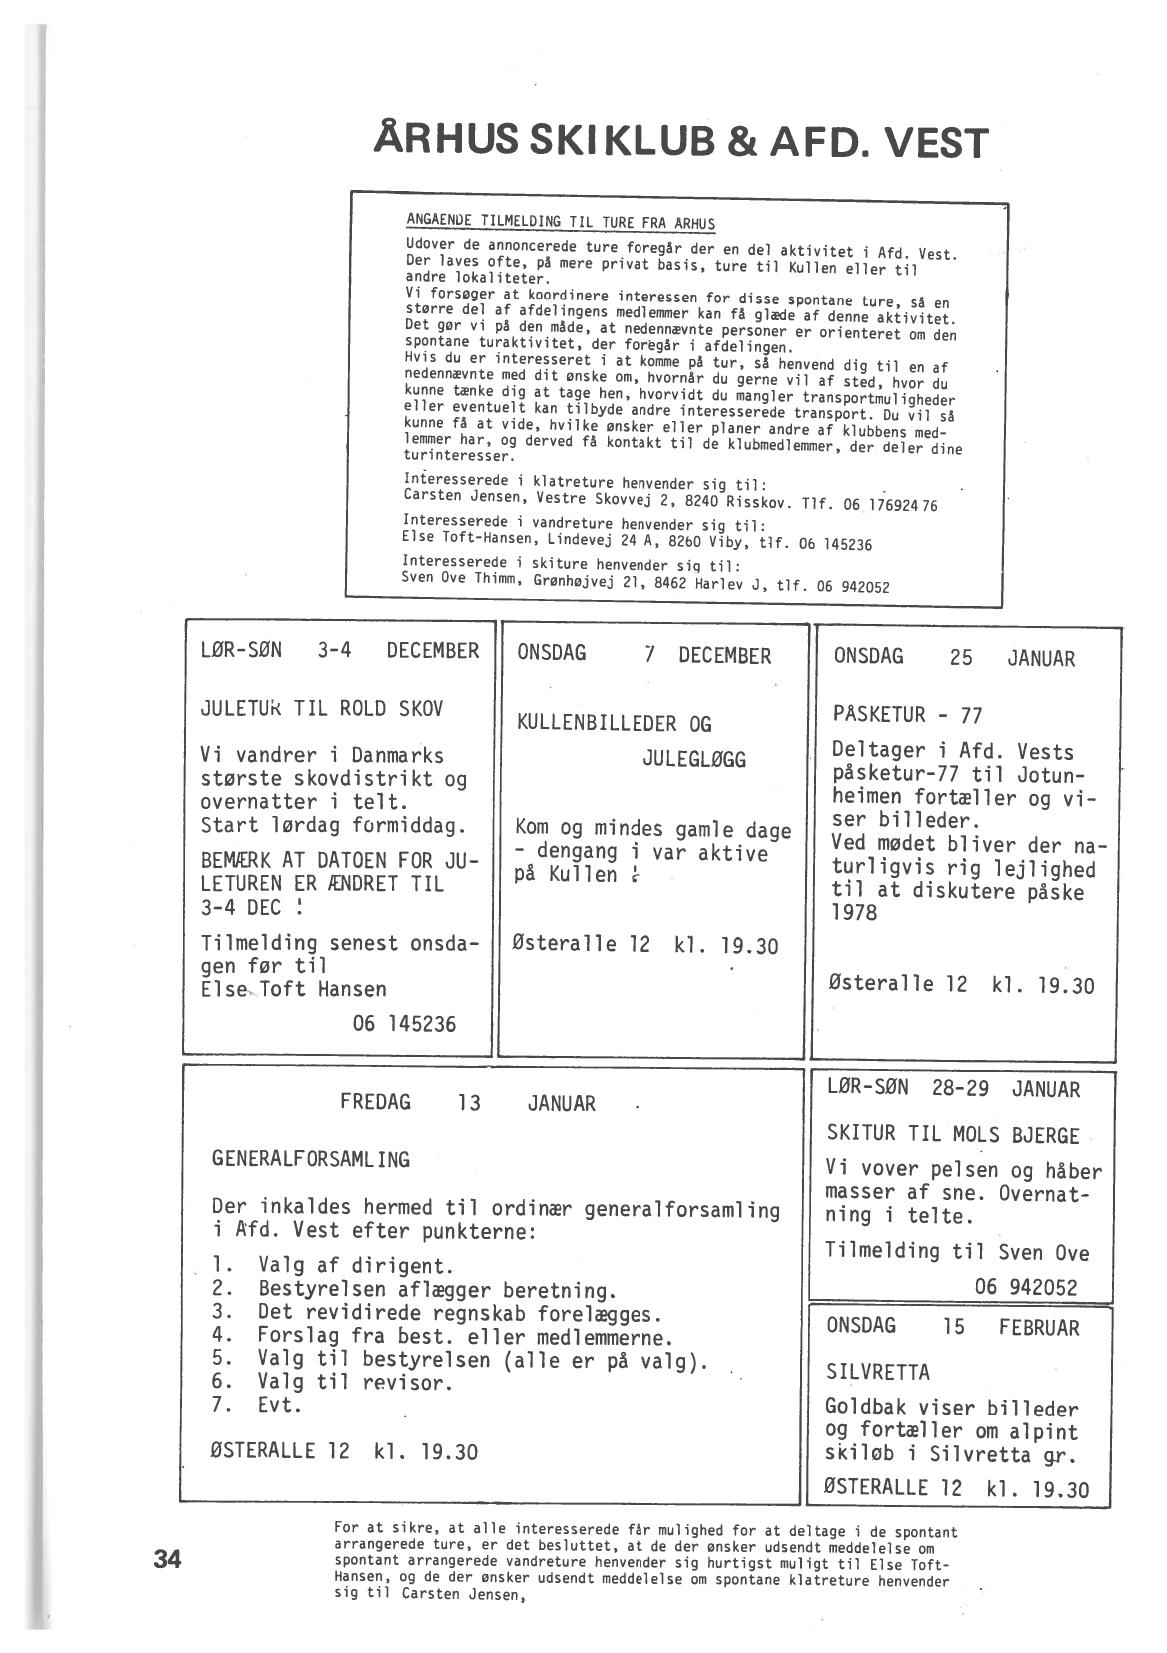 ÅRHUS SKIKLUB & AFD. VEST
ANGAENDE TILMELDING TIL TURE FRA ARHUS
Udover de annoncerede ture foregår der en del aktivitet i Afd. Vest.
Der laves ofte, på mere privat basis, ture til Kullen eller til
andre lokaliteter.
Vi forsøger at koordinere interessen for disse spontane ture, så en
større del af afdelingens medlemmer kan få glæde af denne aktivitet.
Det gør vi på den måde, at nedennævnte personer er orienteret om den
spontane turaktivitet, der foregår i afdelingen.
Hvis du er interesseret i at komme på tur, så henvend dig til en af
nedennævnte med dit ønske om, hvornår du gerne vil af sted, hvor du
kunne tænke dig at tage hen, hvorvidt du mangler transportmuligheder
eller eventuelt kan tilbyde andre interesserede transport. Du vil så
kunne få at vide, hvilke ønsker eller planer andre af klubbens med-
lemmer har, og derved få kontakt til de klubmedlemmer, der deler dine
turinteresser.
Interesserede i klatreture henvender sig til:
Carsten Jensen, Vestre Skovvej 2, 8240 Risskov. Tlf. 06 17692476
Interesserede i vandreture henvender sig til:
Else Toft-Hansen, Lindevej 24 A, 8260 Viby, tlf. 06 145236
Interesserede i skiture henvender sig til:
Sven Ove Thimm, Grønhøjvej 21, 8462 Harlev J, tlf. 06 942052
LØR-SØN 3-4 DECEMBER
JULETUR TIL ROLD SKOV
Vi vandrer i Danmarks
største skovdistrikt og
overnatter i telt.
Start lørdag formiddag.
BEMÆRK AT DATOEN FOR JU-
LETUREN ER ÆNDRET TIL
3-4 DEC !
Tilmelding senest onsda-
gen før til
Else Toft Hansen
06 145236
ONSDAG 7 DECEMBER
KULLENBILLEDER OG
JULEGLØGG
Kom og mindes gamle dage
- dengang i var aktive
på Kullen !
Østeralle 12 kl. 19.30
ONSDAG 25 JANUAR
PASKETUR - 77
Deltager i Afd. Vests
påsketur-77 til Jotun-
heimen fortæller og vi-
ser billeder.
Ved mødet bliver der na-
turligvis rig lejlighed
til at diskutere påske
1978
Østeralle 12 kl. 19.30
FREDAG 13 JANUAR
GENERALFORSAMLING
Der inkaldes hermed til ordinær generalforsamling
i Afd. Vest efter punkterne:
1. Valg af dirigent.
2. Bestyrelsen aflægger beretning.
3. Det revidirede regnskab forelægges.
4. Forslag fra best. eller medlemmerne.
5. Valg til bestyrelsen (alle er på valg).
6. Valg til revisor.
7. Evt.
ØSTERALLE 12 kl. 19.30
LØR-SØN 28-29 JANUAR
SKITUR TIL MOLS BJERGE
Vi vover pelsen og håber
masser af sne. Overnat-
ning i telte.
Tilmelding til Sven Ove
06 942052
ONSDAG 15 FEBRUAR
SILVRETTA
Goldbak viser billeder
og fortæller om alpint
skiløb i Silvretta gr.
ØSTERALLE 12 kl. 19.30
For at sikre, at alle interesserede får mulighed for at deltage i de spontant
arrangerede ture, er det besluttet, at de der ønsker udsendt meddelelse om
spontant arrangerede vandreture henvender sig hurtigst muligt til Else Toft-
Hansen, og de der ønsker udsendt meddelelse om spontane klatreture henvender
sig til Carsten Jensen,
34